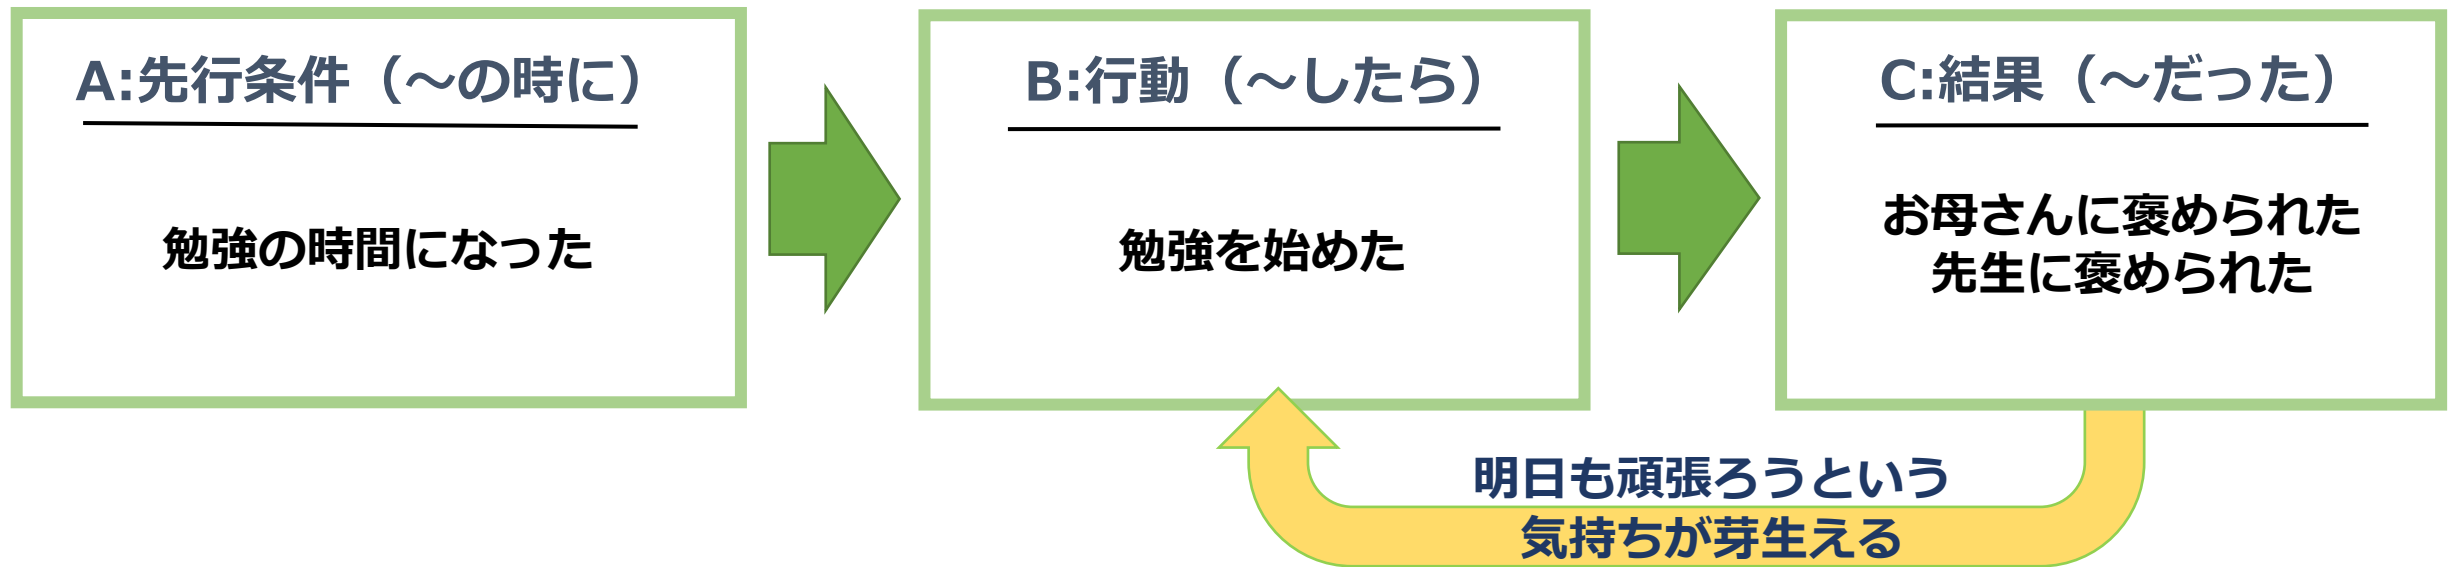 A:先行条件（～の時に）
勉強の時間になった
B:行動（～したら）
勉強を始めた
C:結果（～だった）
お母さんに褒められた
先生に褒められた
明日も頑張ろうという
気持ちが芽生える